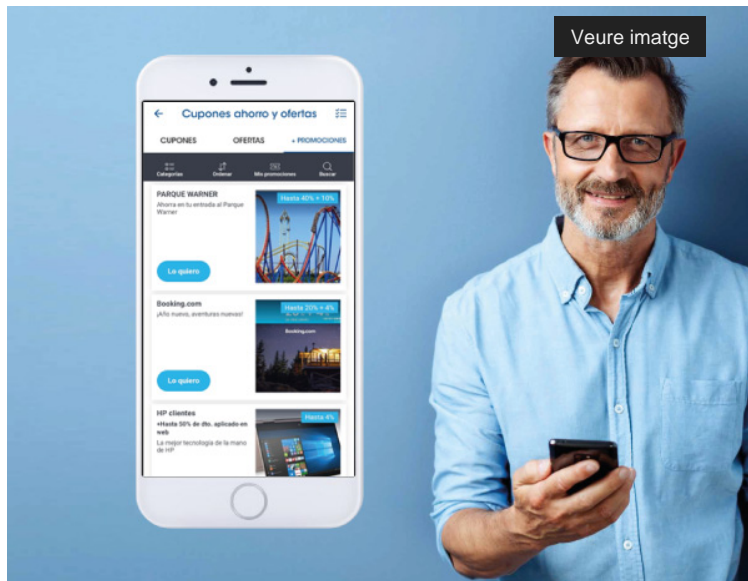 Veure imatge
Cupones ahorro y ofertas
CUPONES
OFERTAS
+ PROMOCIONES
Categorías
Ordenar
Mis promociones
Buscar
PARQUE WARNER
Ahorra en tu entrada al Parque
Warner
Hasta 40% + 10%
Lo quiero
Booking.com
¡Año nuevo, aventuras nuevas!
Hasta 20% + 4%
Booking.com
Lo quiero
HP clientes
+Hasta 50% de dto. aplicado en
web
La mejor tecnología de la mano
de HP
Hasta 4%